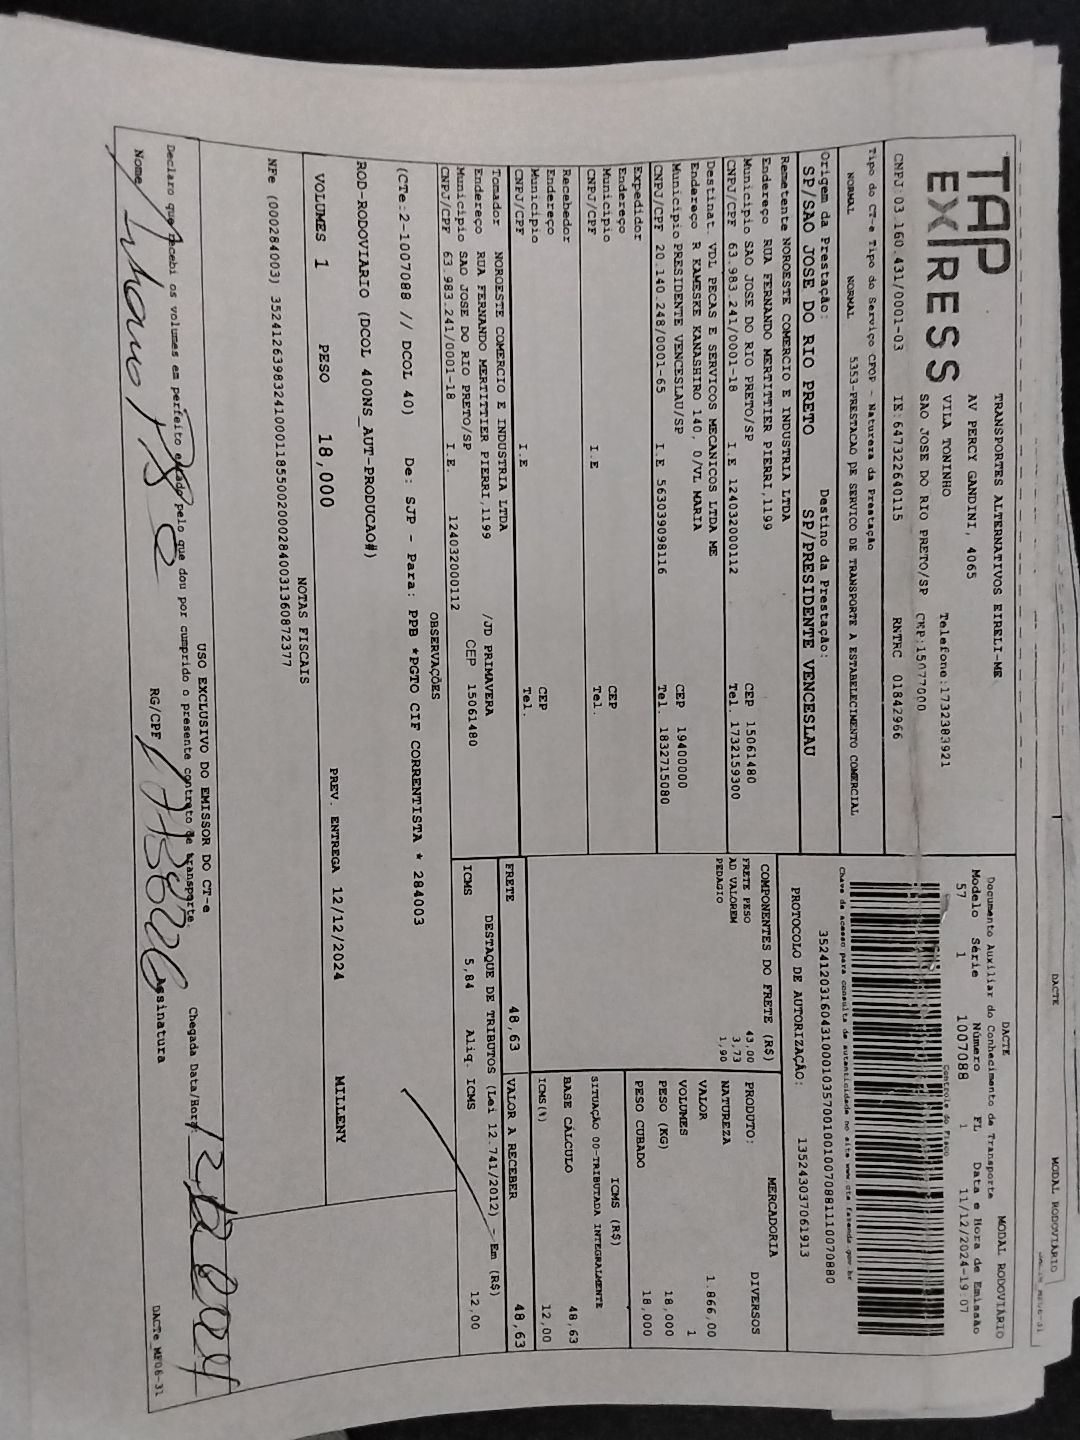 DACTE
MODAL RODOVIÁRIO
TAP
EXPRESS
TRANSPORTES ALTERNATIVOS EIRELI-ME
AV PERCY GANDINI, 4065
VILA TONINHO Telefone:1732383921
SAO JOSE DO RIO PRETO/SP CEP:15077000
CNPJ:03.160.431/0001-03 IE:647322640115 RNTRC 01842966
DACTE MODAL RODOVIÁRIO
Documento Auxiliar do Conhecimento de Transporte
Modelo Série Número FL Data e Hora de Emissão
57 1 1007088 1 11/12/2024-19:07
Controle do Fisco
Chave de acesso para consulta de autenticidade no site www.cte.fazenda.gov.br
35241203160431000103570010010070881110070880
PROTOCOLO DE AUTORIZAÇÃO: 135243037061913
Tipo do CT-e Tipo do Serviço CFOP - Natureza da Prestação
NORMAL NORMAL 5353-PRESTACAO DE SERVICO DE TRANSPORTE A ESTABELECIMENTO COMERCIAL
Origem da Prestação: Destino da Prestação:
SP/SAO JOSE DO RIO PRETO SP/PRESIDENTE VENCESLAU
Remetente NOROESTE COMERCIO E INDUSTRIA LTDA
Endereço RUA FERNANDO MERTITTIER PIERRI,1199
Município SAO JOSE DO RIO PRETO/SP CEP 15061480
CNPJ/CPF 63.983.241/0001-18 I.E 124032000112 Tel. 1732159300
Destinat. VDL PECAS E SERVICOS MECANICOS LTDA ME
Endereço R KAMESKE KANASHIRO 140, 0/VL MARIA
Município PRESIDENTE VENCESLAU/SP CEP 19400000
CNPJ/CPF 20.140.248/0001-65 I.E 563039098116 Tel. 1832715080
Expedidor
Endereço
Município CEP
CNPJ/CPF I.E Tel.
Recebedor
Endereço
Município CEP
CNPJ/CPF I.E Tel.
Tomador NOROESTE COMERCIO E INDUSTRIA LTDA
Endereço RUA FERNANDO MERTITTIER PIERRI,1199 /JD PRIMAVERA
Município SAO JOSE DO RIO PRETO/SP CEP 15061480
CNPJ/CPF 63.983.241/0001-18 I.E. 124032000112
COMPONENTES DO FRETE (R$)
FRETE PESO 43,00
AD VALOREM 3,73
PEDAGIO 1,90
MERCADORIA
PRODUTO: DIVERSOS
NATUREZA
VALOR 1.866,00
VOLUMES 1
PESO (KG) 18,000
PESO CUBADO 18,000
ICMS (R$)
SITUAÇÃO 00-TRIBUTADA INTEGRALMENTE
BASE CÁLCULO 48,63
ICMS(%) 12,00
FRETE 48,63 VALOR A RECEBER 48,63
DESTAQUE DE TRIBUTOS (Lei 12.741/2012) - Em (R$)
ICMS 5,84 Aliq. ICMS 12,00
OBSERVAÇÕES
(CTe:2-1007088 // DCOL 40) De: SJP - Para: PPB *PGTO CIF CORRENTISTA * 284003
ROD-RODOVIÁRIO (DCOL 400NS_AUT-PRODUCAO#)
VOLUMES 1 PESO 18,000 PREV. ENTREGA 12/12/2024 MILLENY
NOTAS FISCAIS
NFe (000284003) 35241263983241000118550020002840031360872377
USO EXCLUSIVO DO EMISSOR DO CT-e
Declaro que recebi os volumes em perfeito estado pelo que dou por cumprido o presente contrato de transporte.
Chegada Data/Hora:
Nome RG/CPF Assinatura
DACTe_MF06-31